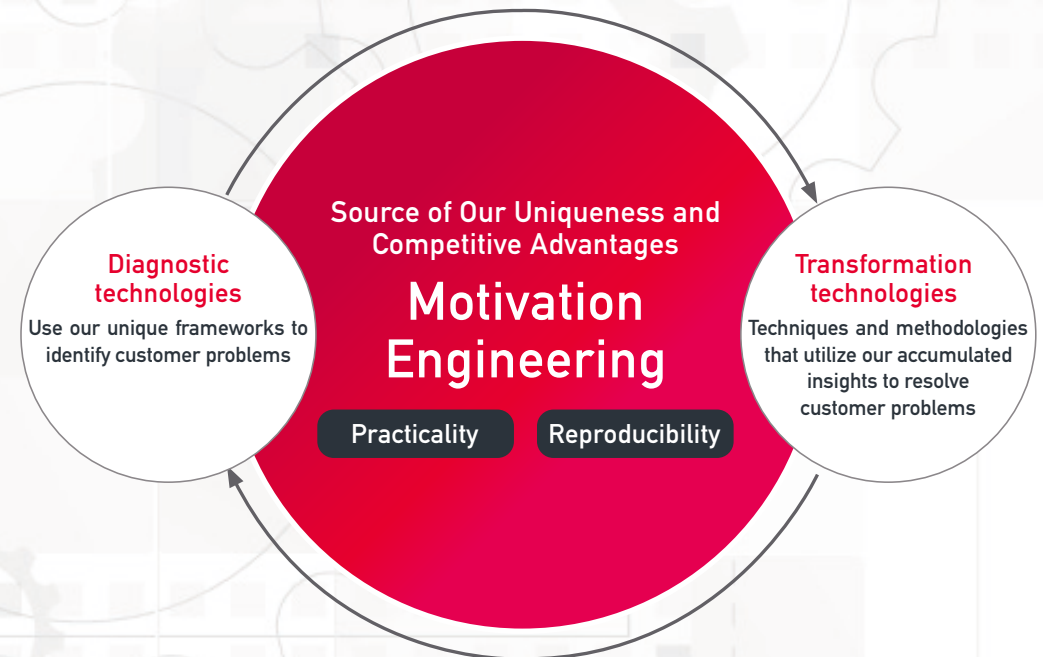 Source of Our Uniqueness and
Competitive Advantages
Motivation
Engineering
Practicality
Reproducibility
Diagnostic
technologies
Use our unique frameworks to
identify customer problems
Transformation
technologies
Techniques and methodologies
that utilize our accumulated
insights to resolve
customer problems